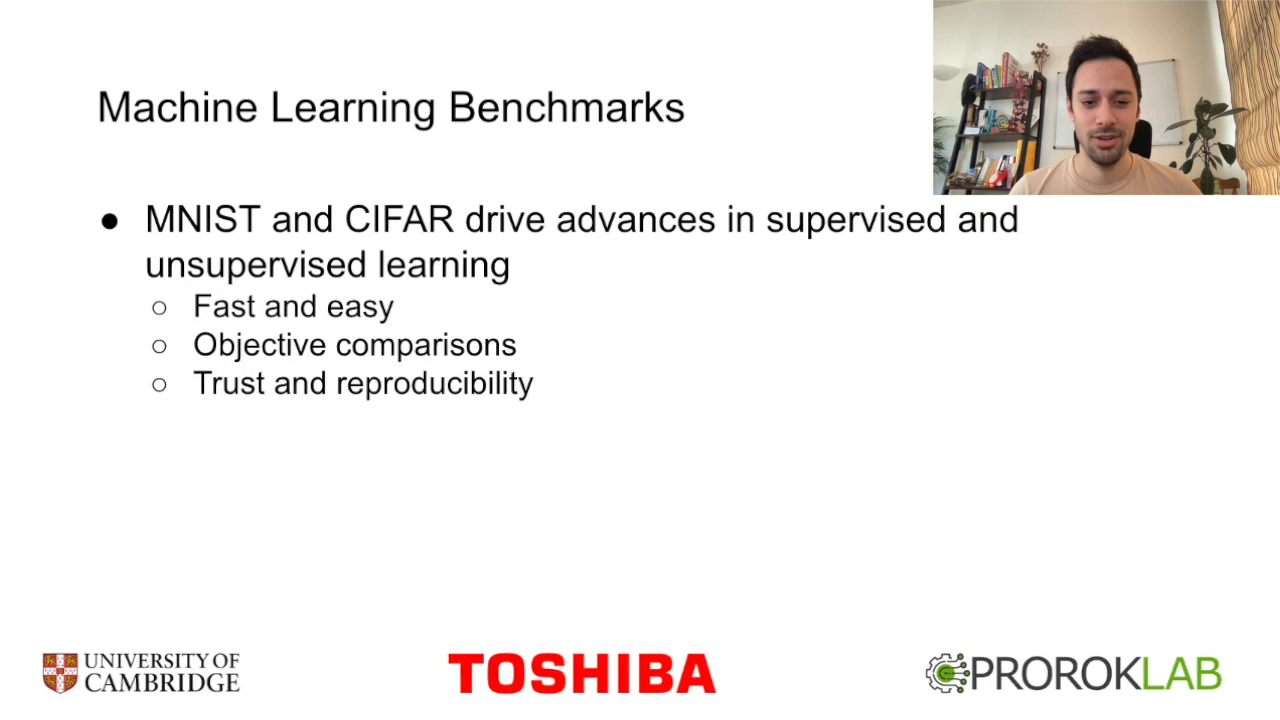 Machine Learning Benchmarks
● MNIST and CIFAR drive advances in supervised and
unsupervised learning
○ Fast and easy
○ Objective comparisons
○ Trust and reproducibility
UNIVERSITY OF
CAMBRIDGE
TOSHIBA
PROROKLAB